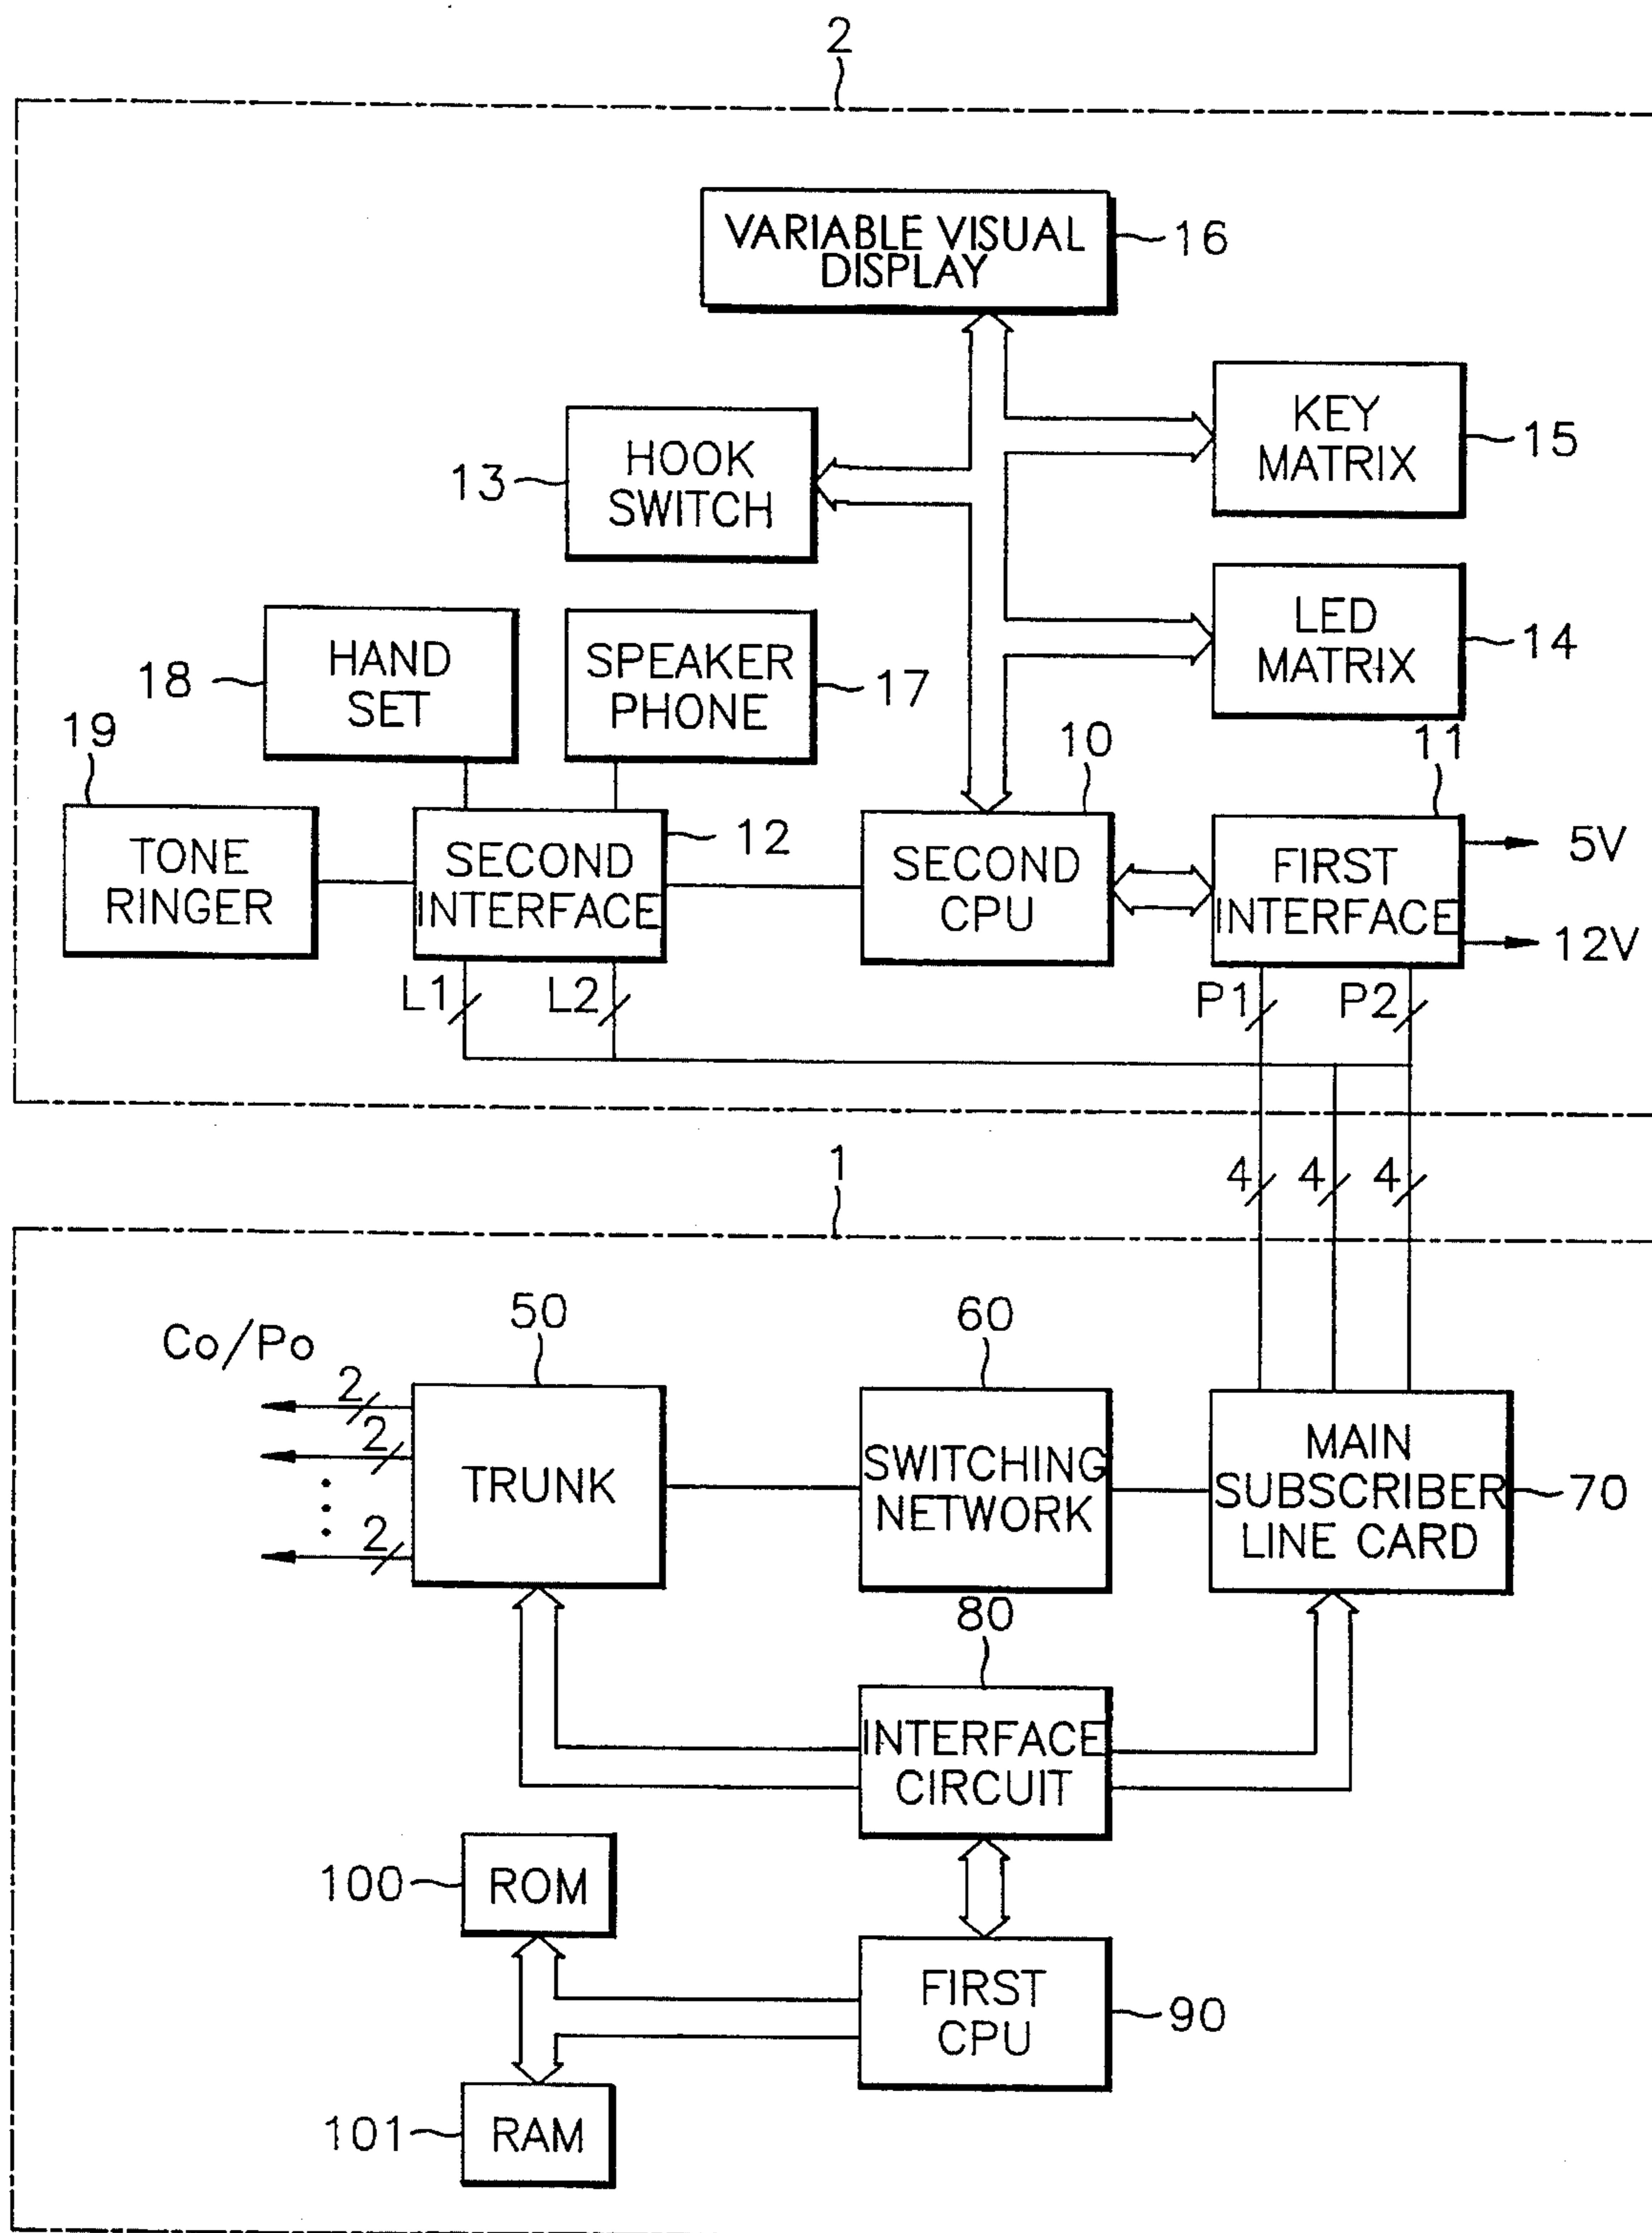 2
VARIABLE VISUAL
DISPLAY
16
KEY
MATRIX
15
HOOK
SWITCH
13
LED
MATRIX
14
HAND
SET
18
SPEAKER
PHONE
17
19
10
11
TONE
RINGER
SECOND
INTERFACE
12
SECOND
CPU
FIRST
INTERFACE
5V
12V
L1
L2
P1
P2
1
4
4
4
Co/Po
50
60
2
2
2
TRUNK
SWITCHING
NETWORK
MAIN
SUBSCRIBER
LINE CARD
70
80
INTERFACE
CIRCUIT
100
ROM
FIRST
CPU
90
101
RAM